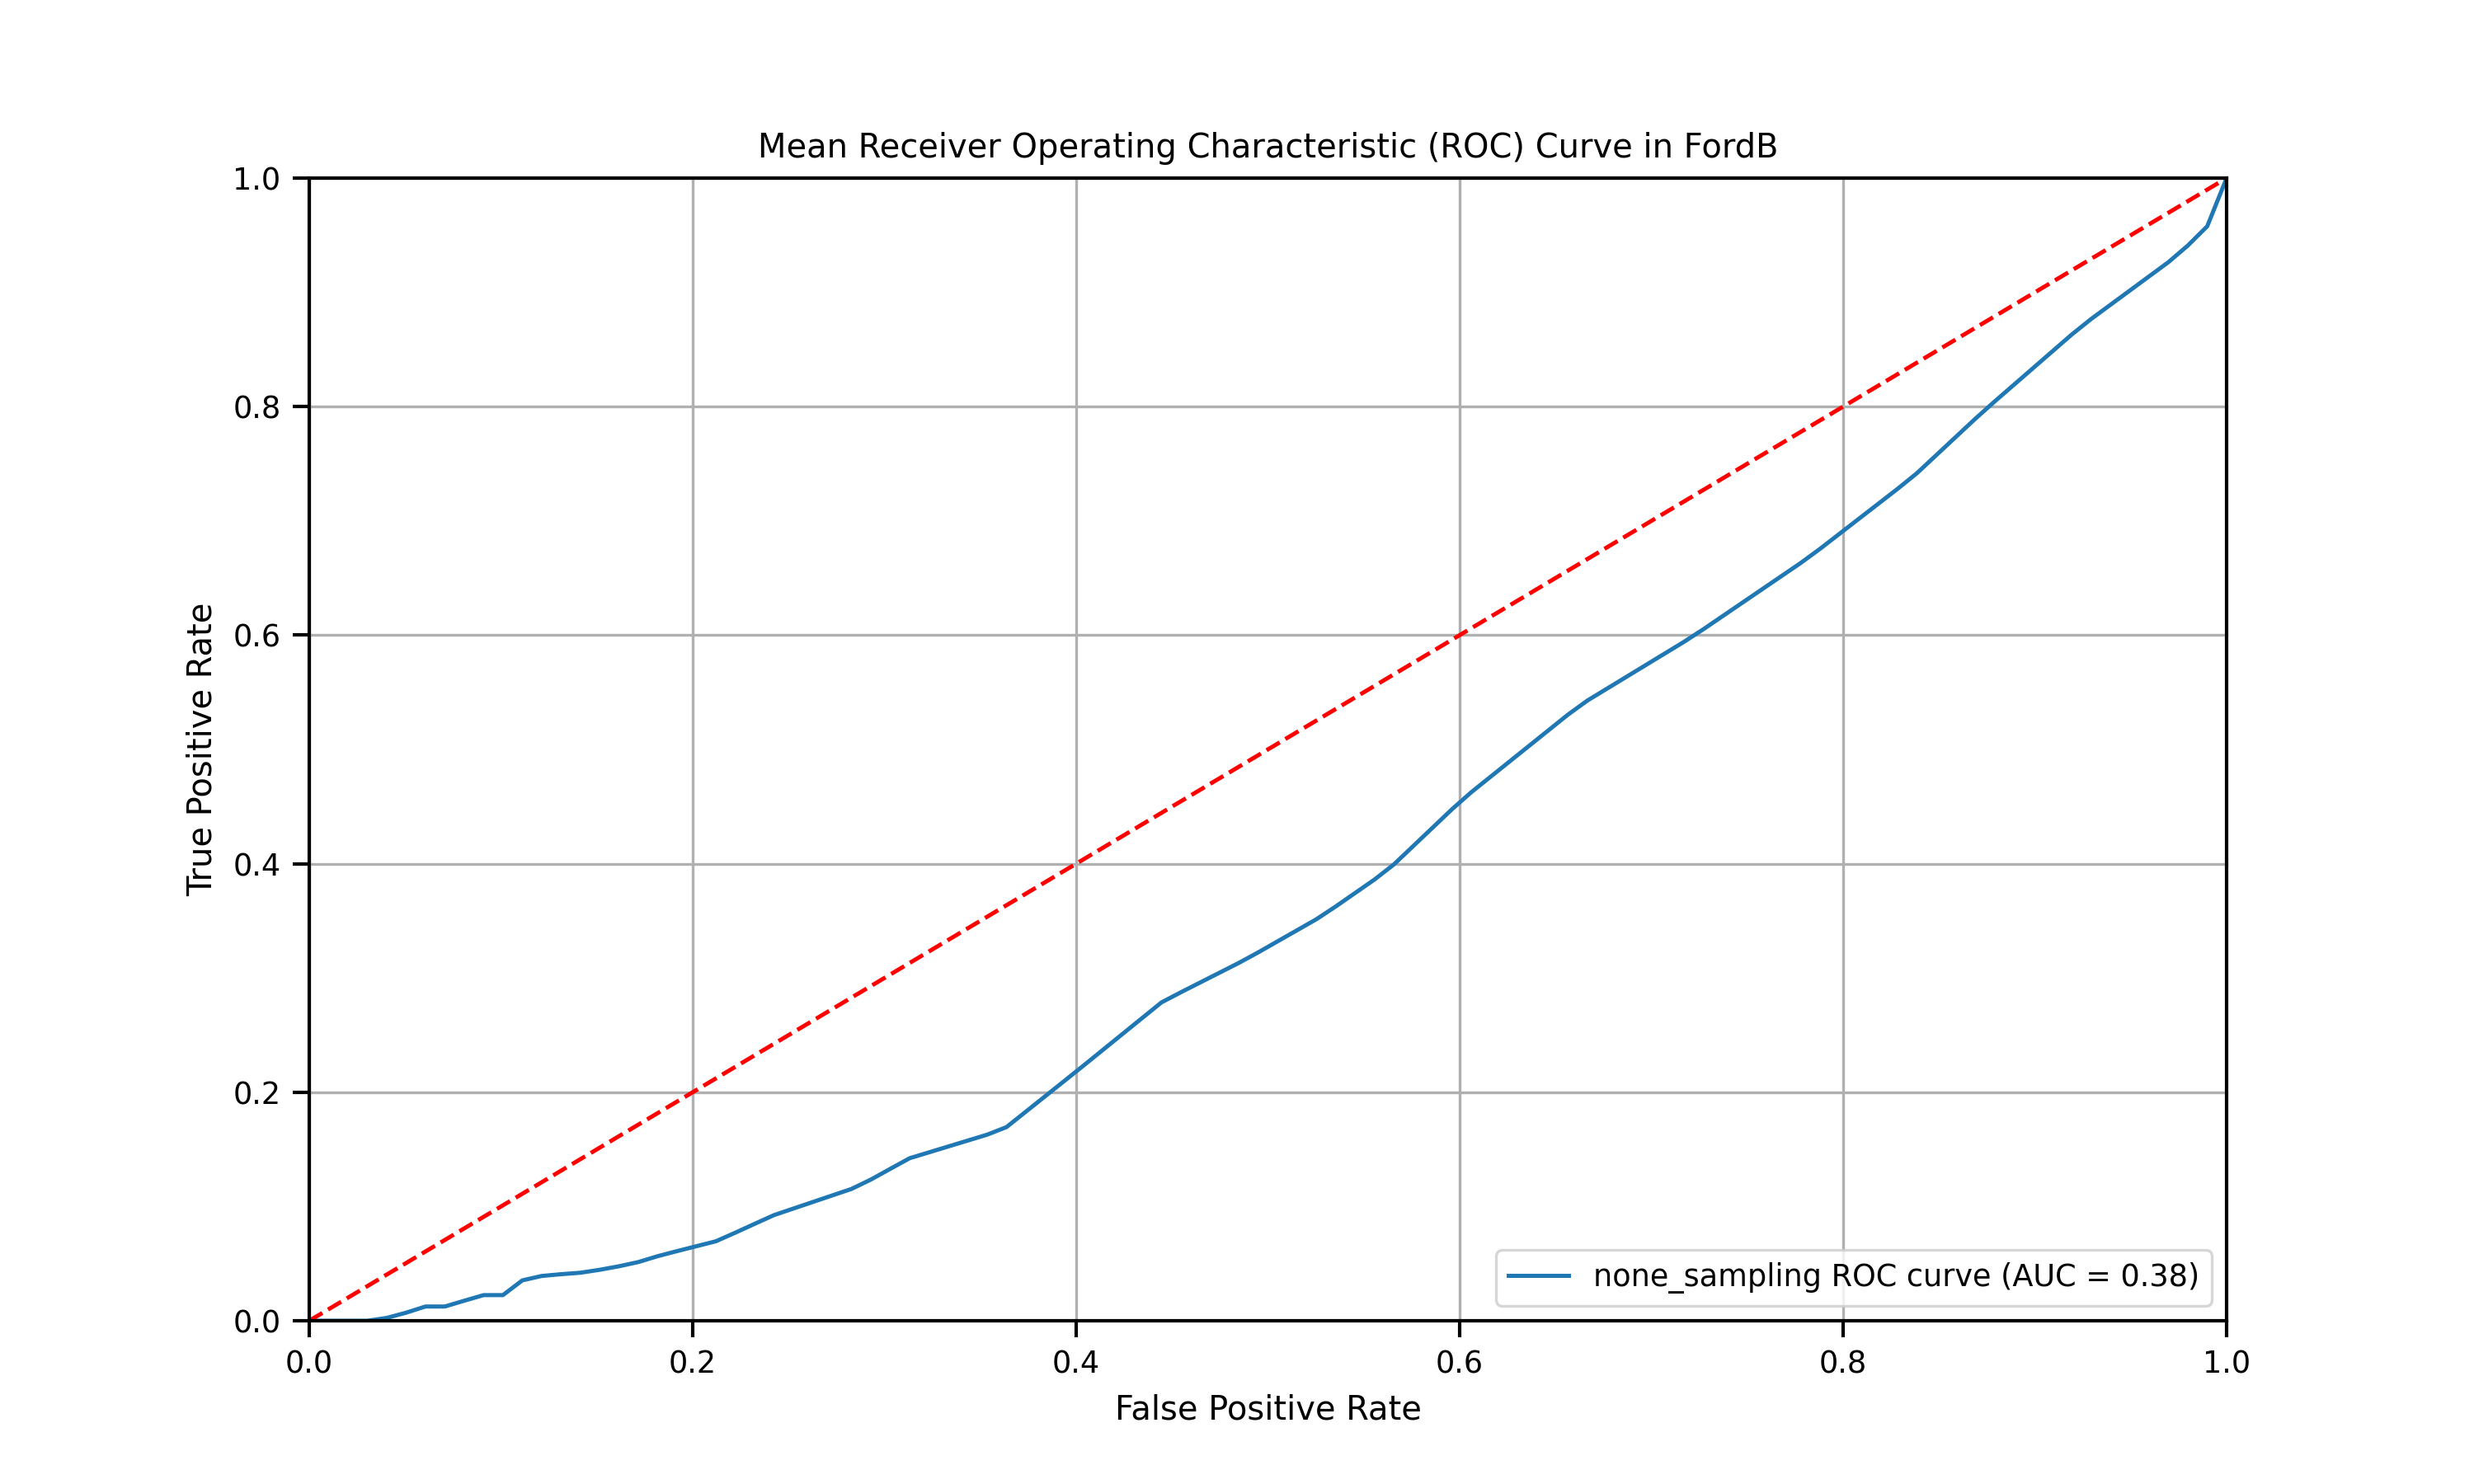 Mean Receiver Operating Characteristic (ROC) Curve in FordB
1.0
0.8
0.6
0.4
0.2
0.0
True Positive Rate
none_sampling ROC curve (AUC = 0.38)
0.0 0.2 0.4 0.6 0.8 1.0
False Positive Rate